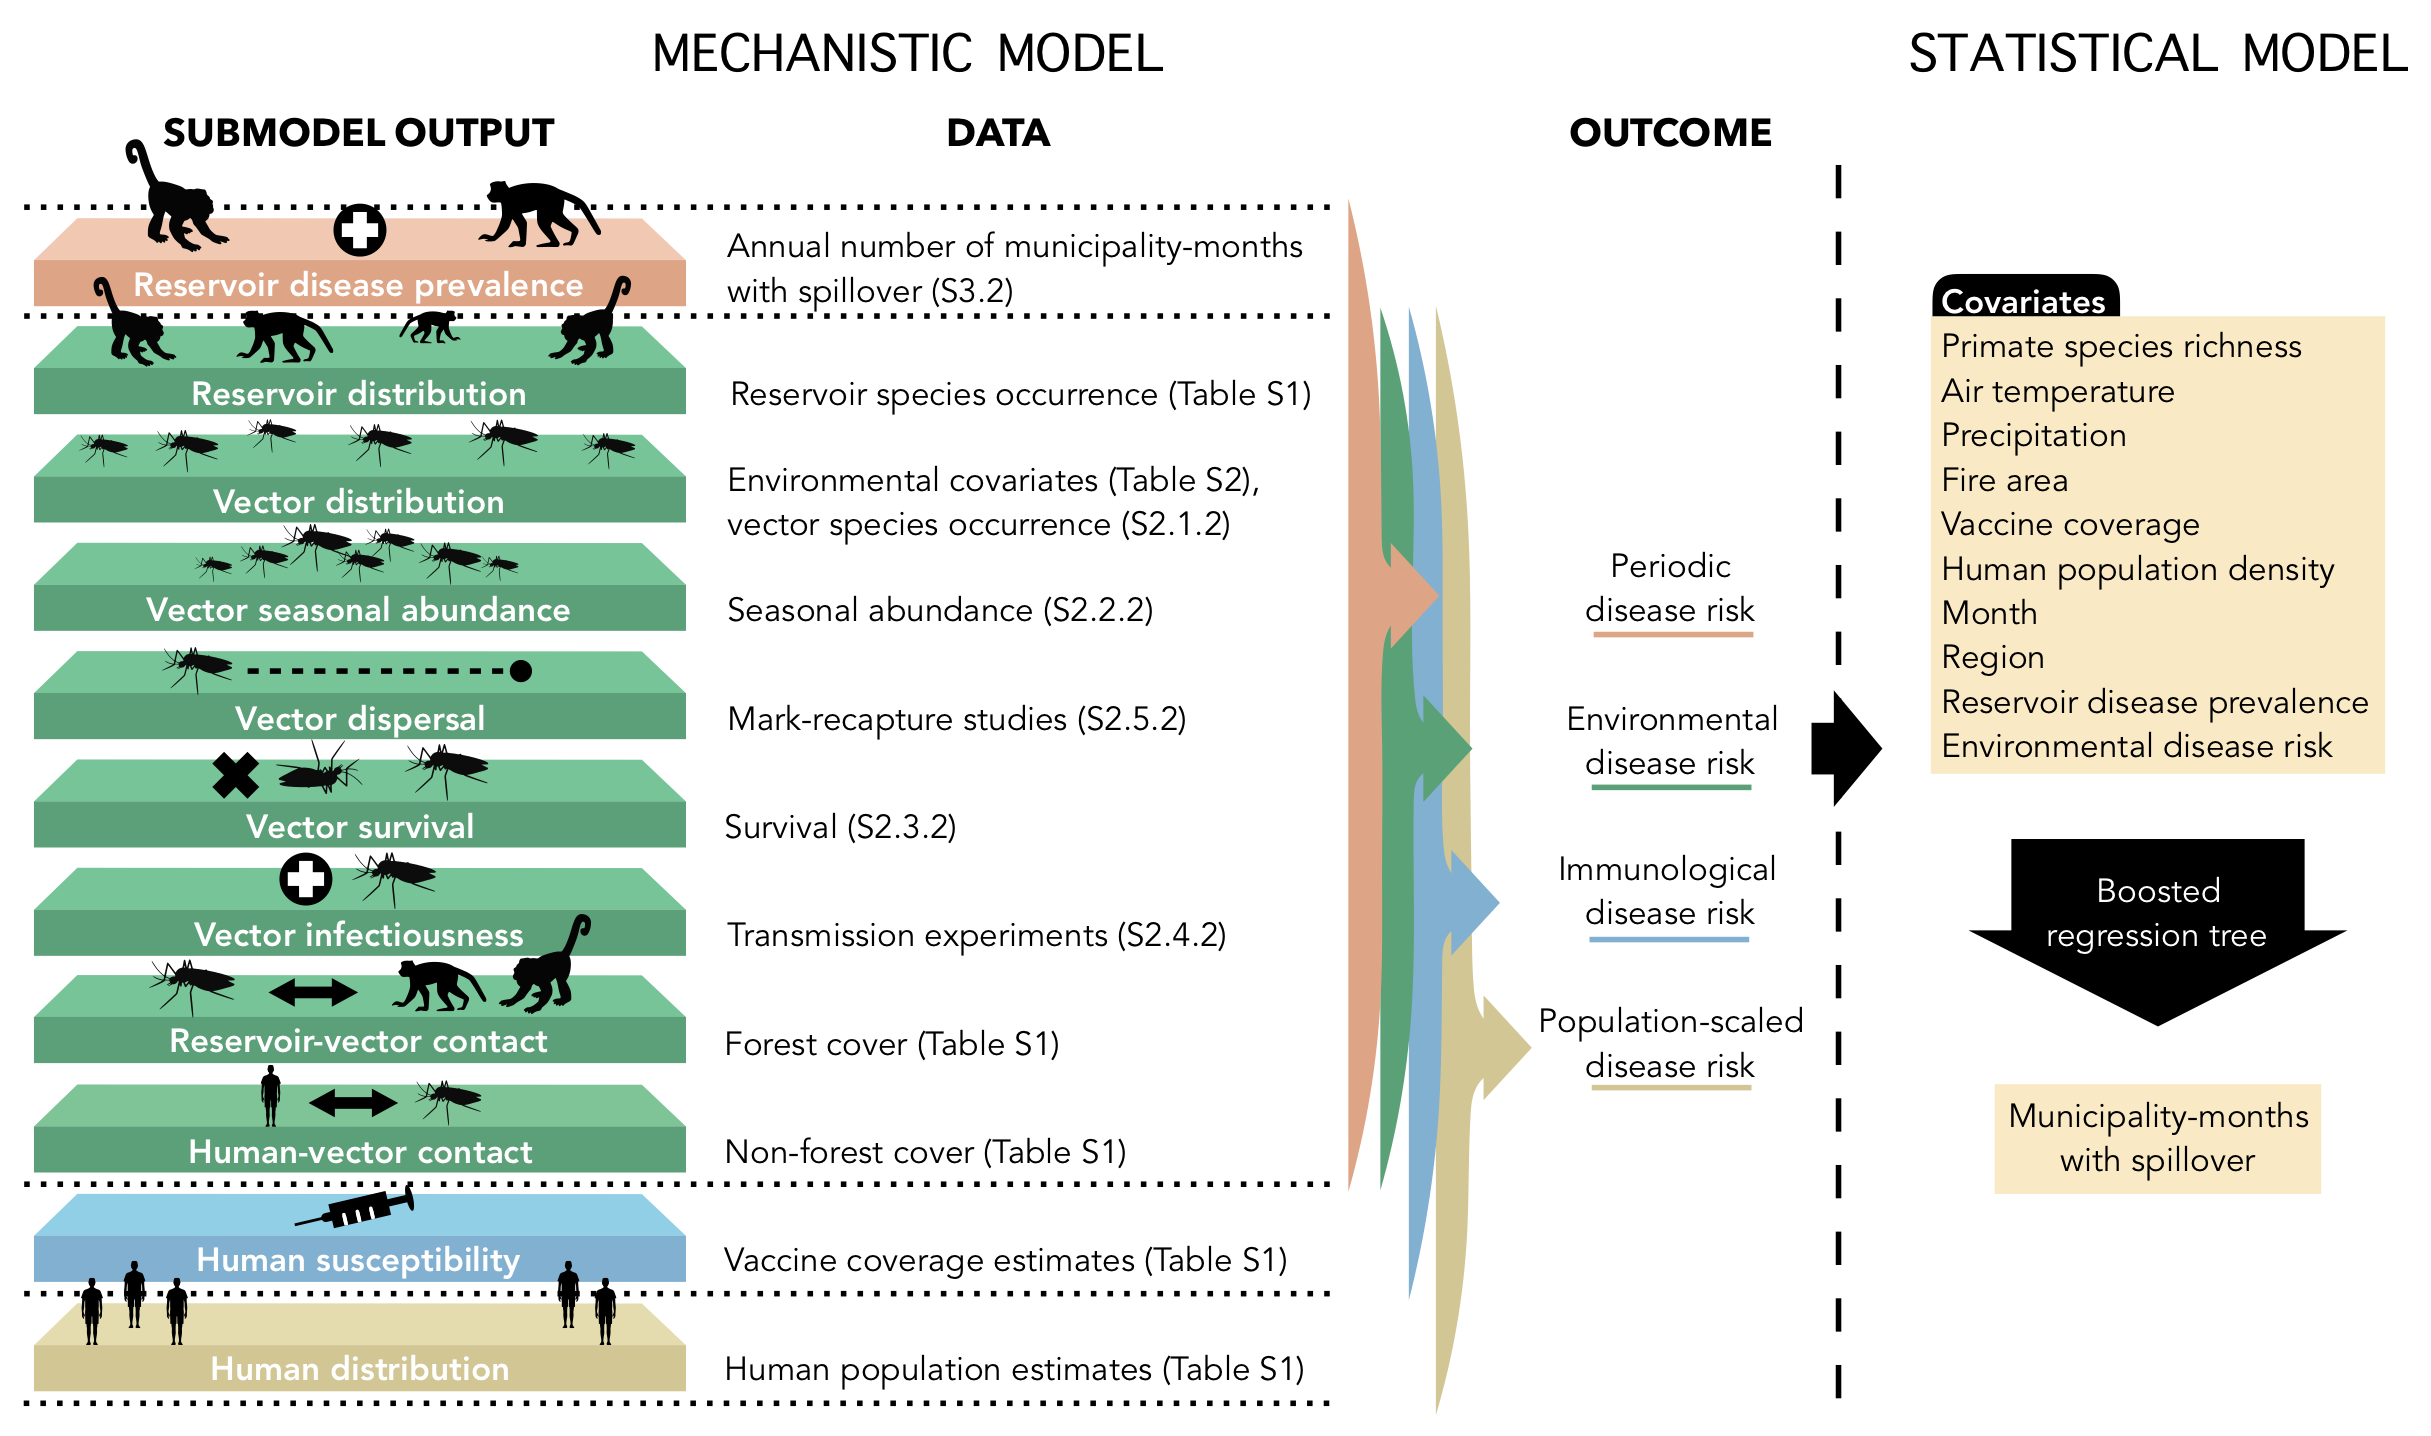 MECHANISTIC MODEL
STATISTICAL MODEL
SUBMODEL OUTPUT
DATA
OUTCOME
Reservoir disease prevalence
Annual number of municipality-months
with spillover (S3.2)
Reservoir distribution
Reservoir species occurrence (Table S1)
Vector distribution
Environmental covariates (Table S2),
vector species occurrence (S2.1.2)
Vector seasonal abundance
Seasonal abundance (S2.2.2)
Vector dispersal
Mark-recapture studies (S2.5.2)
Vector survival
Survival (S2.3.2)
Vector infectiousness
Transmission experiments (S2.4.2)
Reservoir-vector contact
Forest cover (Table S1)
Human-vector contact
Non-forest cover (Table S1)
Human susceptibility
Vaccine coverage estimates (Table S1)
Human distribution
Human population estimates (Table S1)
Periodic
disease risk
Environmental
disease risk
Immunological
disease risk
Population-scaled
disease risk
Covariates
Primate species richness
Air temperature
Precipitation
Fire area
Vaccine coverage
Human population density
Month
Region
Reservoir disease prevalence
Environmental disease risk
Boosted
regression tree
Municipality-months
with spillover